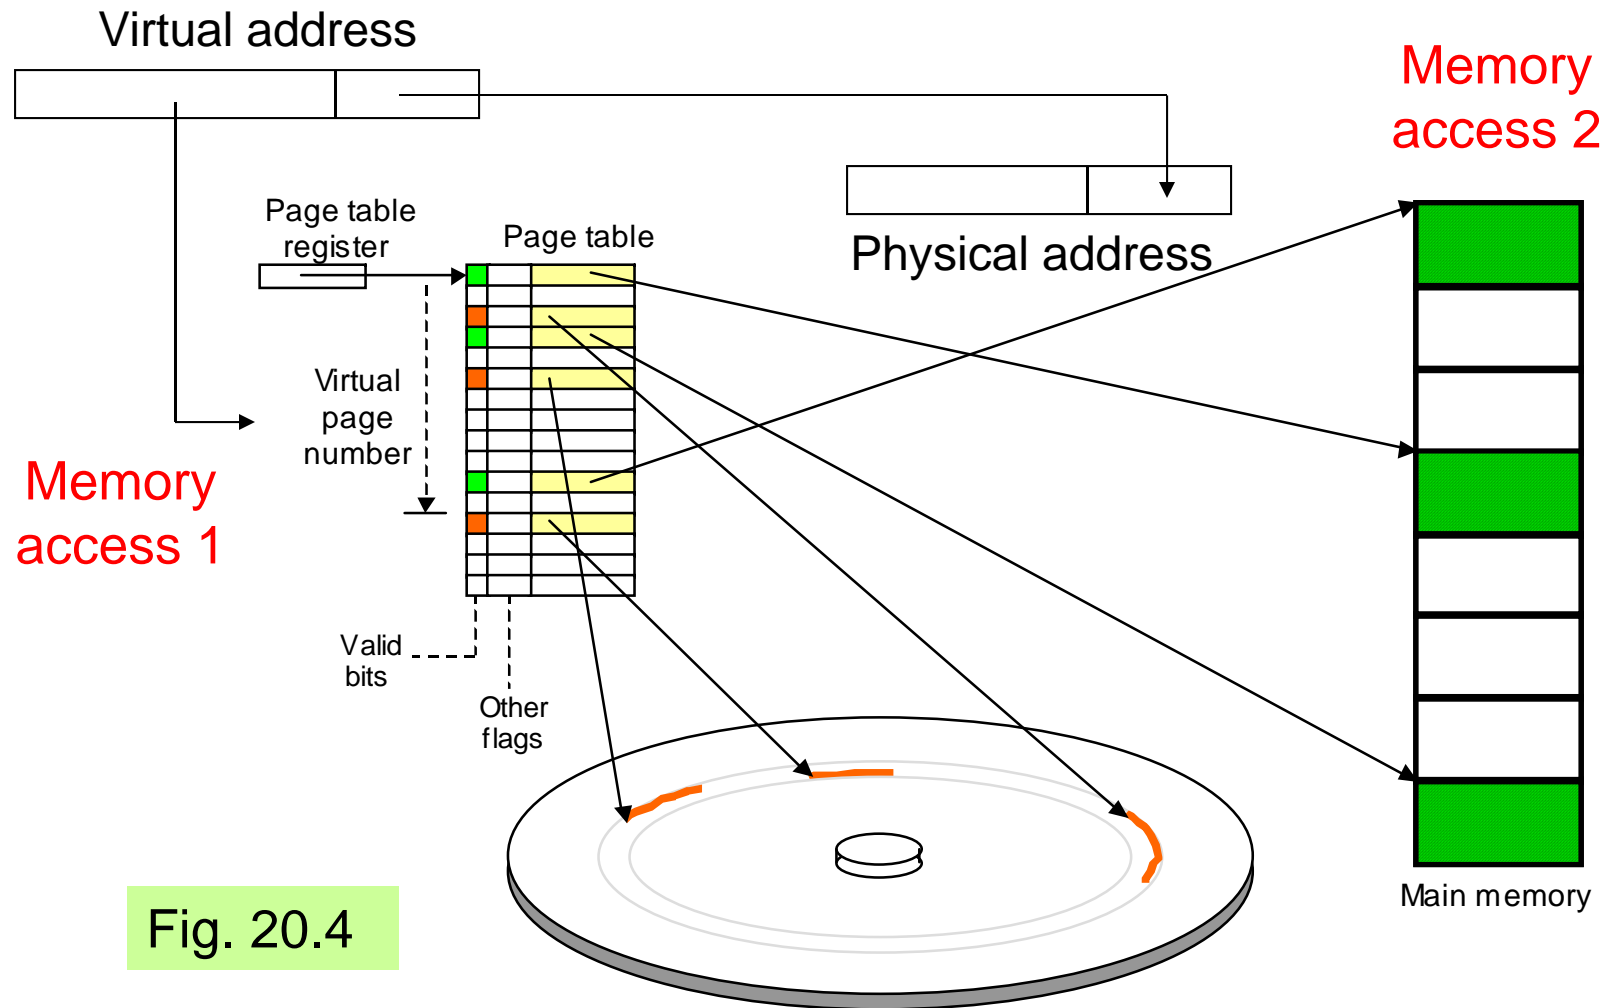 Virtual address
Memory
access 2
Page table
register
Page table
Physical address
Virtual
page
number
Memory
access 1
Valid
bits
Other
flags
Main memory
Fig. 20.4